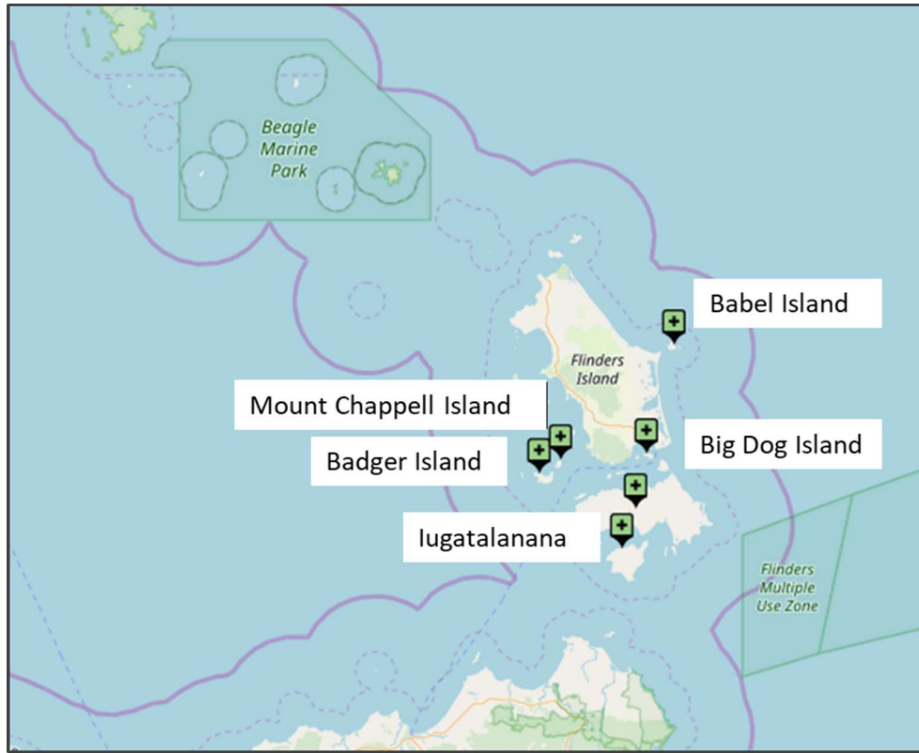 Beagle
Marine
Park
Babel Island
Flinders
Island
Mount Chappell Island
Big Dog Island
Badger Island
lugatalanana
Flinders
Multiple
Use Zone